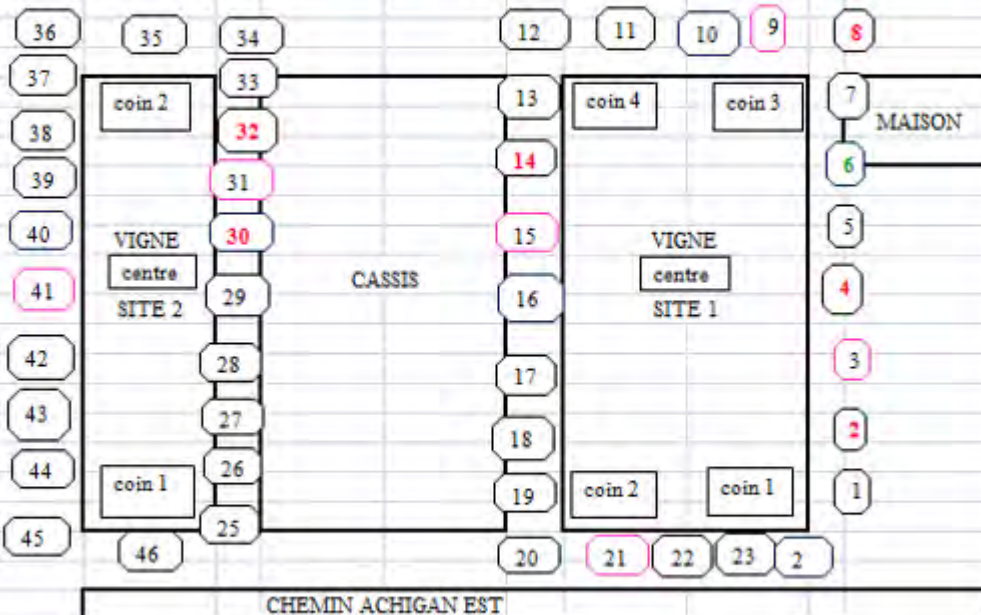 36 35 34 12 11 10 9 8
37 33 13 7
coin 2 coin 4 coin 3
38 32 14 MAISON
39 31 6
40 30 15 5
VIGNE VIGNE
centre CASSIS centre
41 29 16 4
SITE 2 SITE 1
42 28 17 3
43 27 18 2
44 26
coin 1 19 coin 2 coin 1 1
45 25
46 20 21 22 23 2
CHEMIN ACHIGAN EST